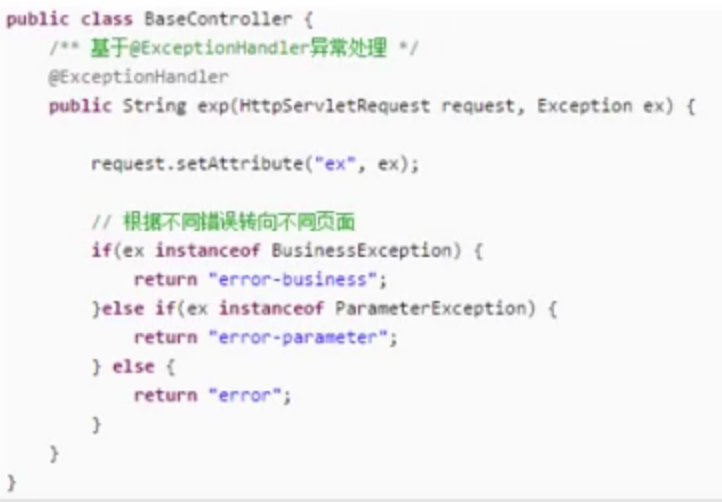 public class BaseController {
    /** 基于@ExceptionHandler异常处理 */
    @ExceptionHandler
    public String exp(HttpServletRequest request, Exception ex) {
        request.setAttribute("ex", ex);
        // 根据不同错误转向不同页面
        if(ex instanceof BusinessException) {
            return "error-business";
        }else if(ex instanceof ParameterException) {
            return "error-parameter";
        } else {
            return "error";
        }
    }
}